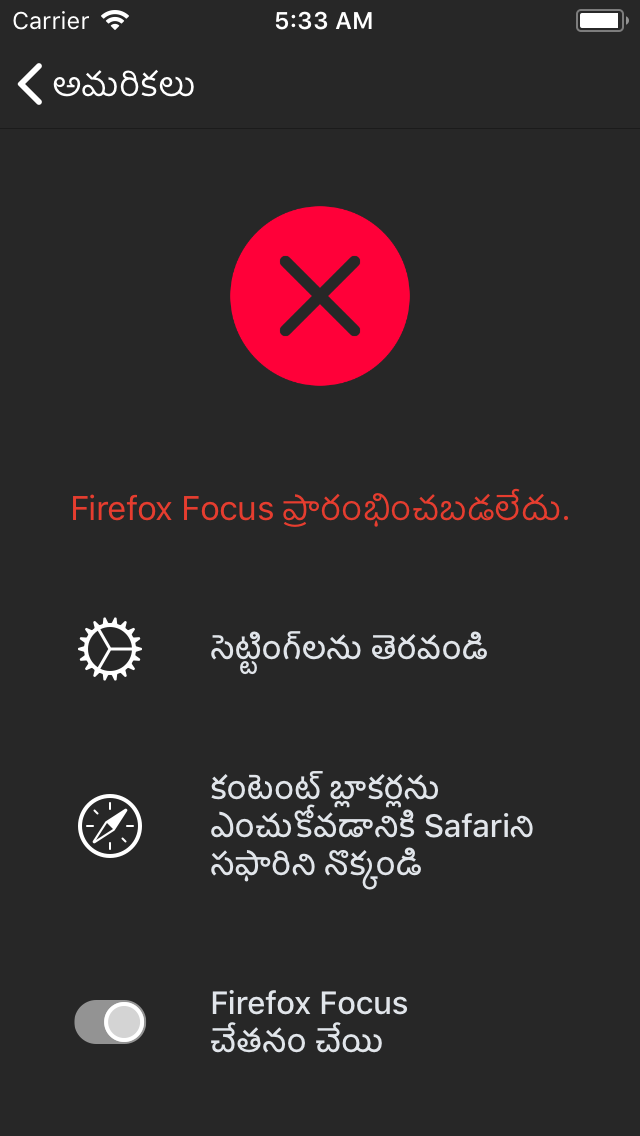 Carrier 5:33 AM
అమరికలు
Firefox Focus ప్రారంభించబడలేదు.
సెట్టింగ్‌లను తెరవండి
కంటెంట్ బ్లాకర్లను
ఎంచుకోవడానికి Safariని
సఫారిని నొక్కండి
Firefox Focus
చేతనం చేయి